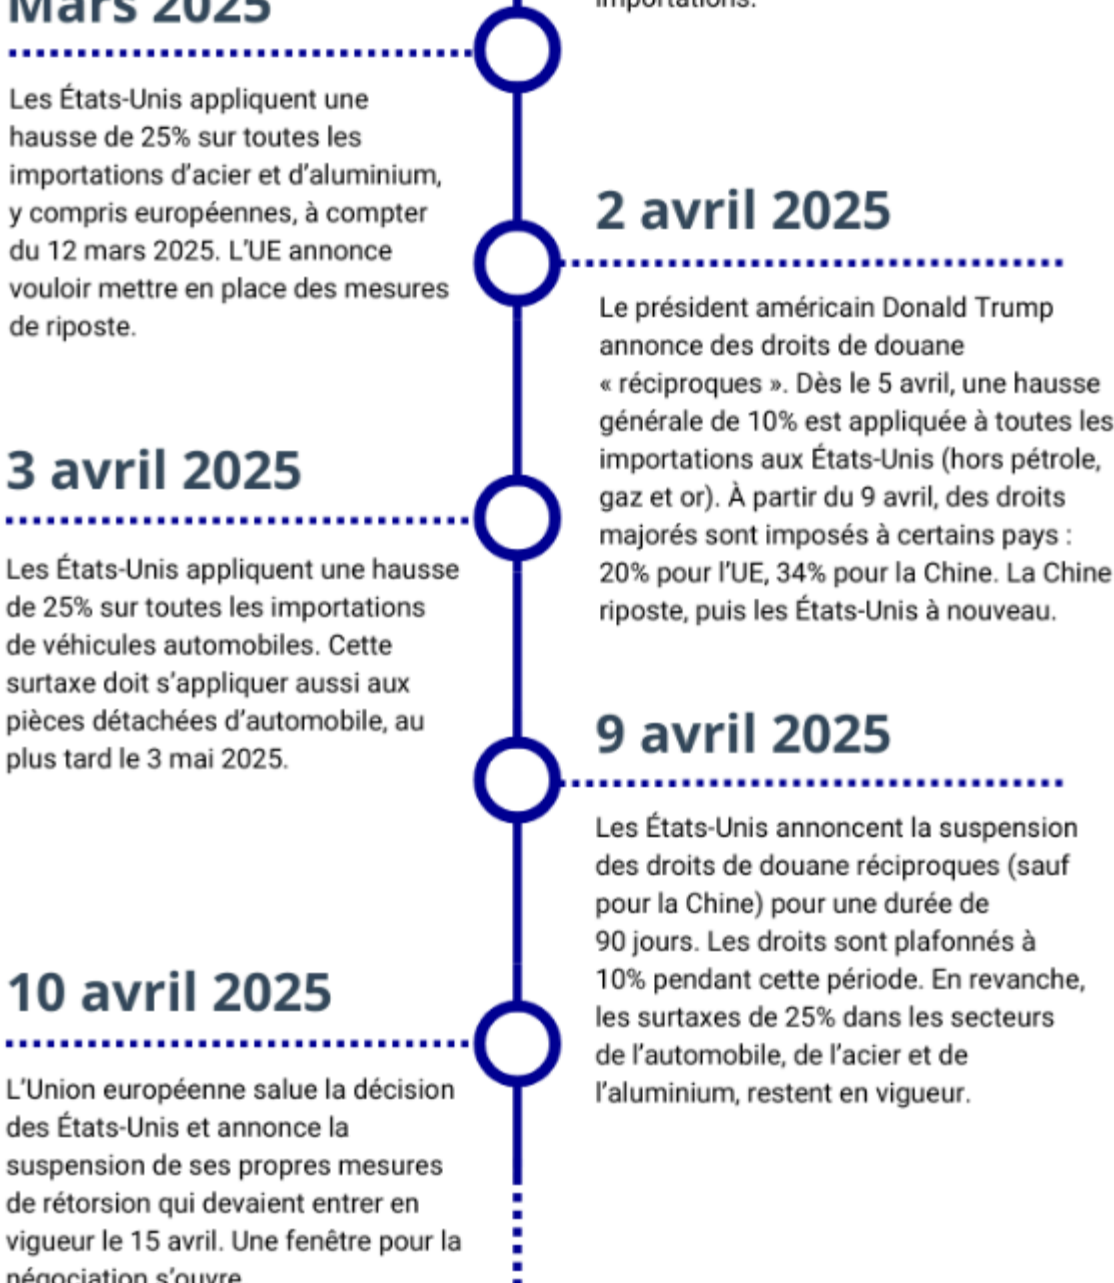 Mars 2025
importations.
Les États-Unis appliquent une
hausse de 25% sur toutes les
importations d'acier et d'aluminium,
y compris européennes, à compter
du 12 mars 2025. L'UE annonce
vouloir mettre en place des mesures
de riposte.
2 avril 2025
Le président américain Donald Trump
annonce des droits de douane
« réciproques ». Dès le 5 avril, une hausse
générale de 10% est appliquée à toutes les
importations aux États-Unis (hors pétrole,
gaz et or). À partir du 9 avril, des droits
majorés sont imposés à certains pays :
20% pour l'UE, 34% pour la Chine. La Chine
riposte, puis les États-Unis à nouveau.
3 avril 2025
Les États-Unis appliquent une hausse
de 25% sur toutes les importations
de véhicules automobiles. Cette
surtaxe doit s'appliquer aussi aux
pièces détachées d'automobile, au
plus tard le 3 mai 2025.
9 avril 2025
Les États-Unis annoncent la suspension
des droits de douane réciproques (sauf
pour la Chine) pour une durée de
90 jours. Les droits sont plafonnés à
10% pendant cette période. En revanche,
les surtaxes de 25% dans les secteurs
de l'automobile, de l'acier et de
l'aluminium, restent en vigueur.
10 avril 2025
L'Union européenne salue la décision
des États-Unis et annonce la
suspension de ses propres mesures
de rétorsion qui devaient entrer en
vigueur le 15 avril. Une fenêtre pour la
négociation s'ouvre